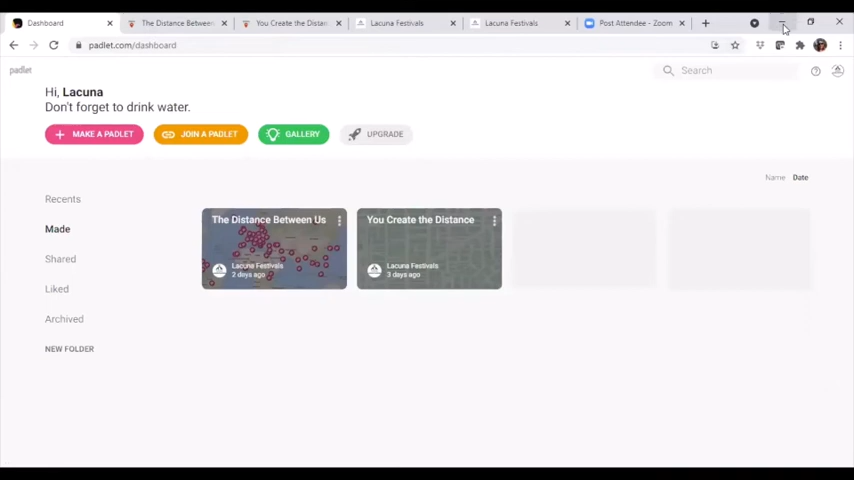 Dashboard
The Distance Between
You Create the Distan
Lacuna Festivals
Lacuna Festivals
Post Attendee - Zoom
padlet.com/dashboard
padlet
Search
Hi, Lacuna
Don't forget to drink water.
MAKE A PADLET
JOIN A PADLET
GALLERY
UPGRADE
Name
Date
Recents
Made
Shared
Liked
Archived
NEW FOLDER
The Distance Between Us
Lacuna Festivals
2 days ago
You Create the Distance
Lacuna Festivals
3 days ago